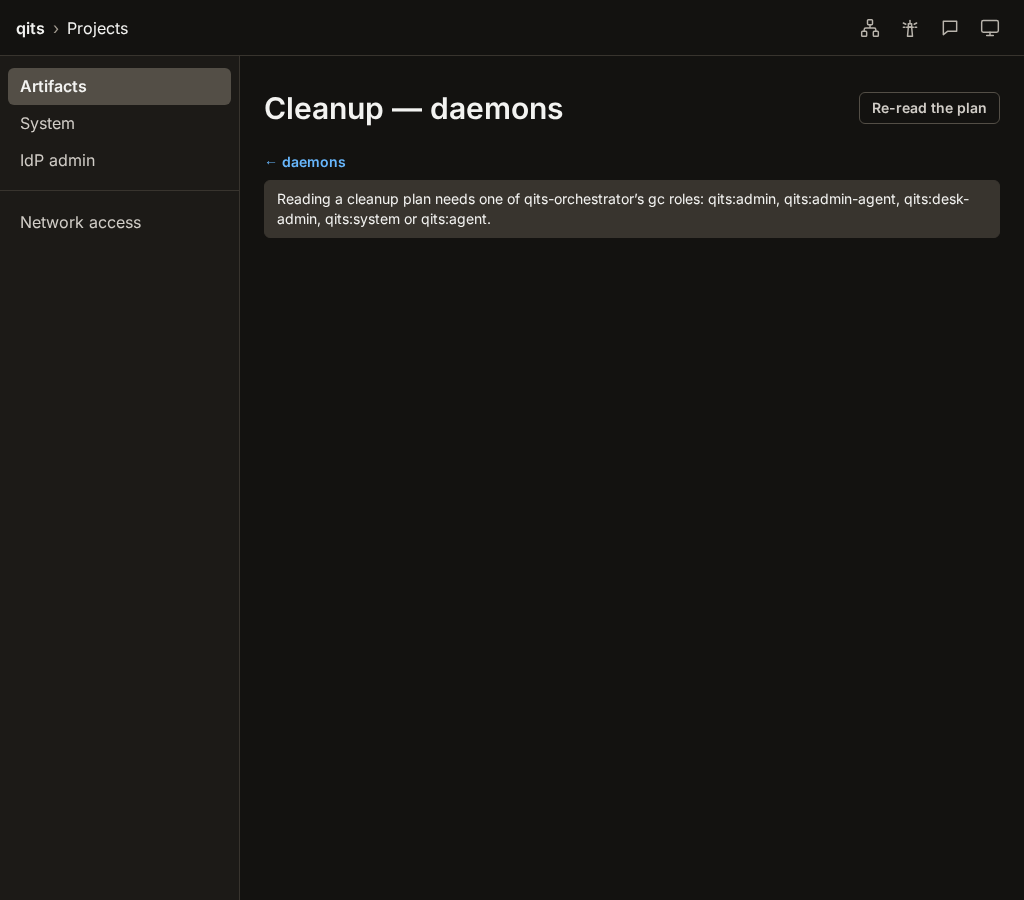 qits › Projects
Artifacts
System
IdP admin
Network access
Cleanup — daemons
Re-read the plan
← daemons
Reading a cleanup plan needs one of qits-orchestrator’s gc roles: qits:admin, qits:admin-agent, qits:desk-
admin, qits:system or qits:agent.